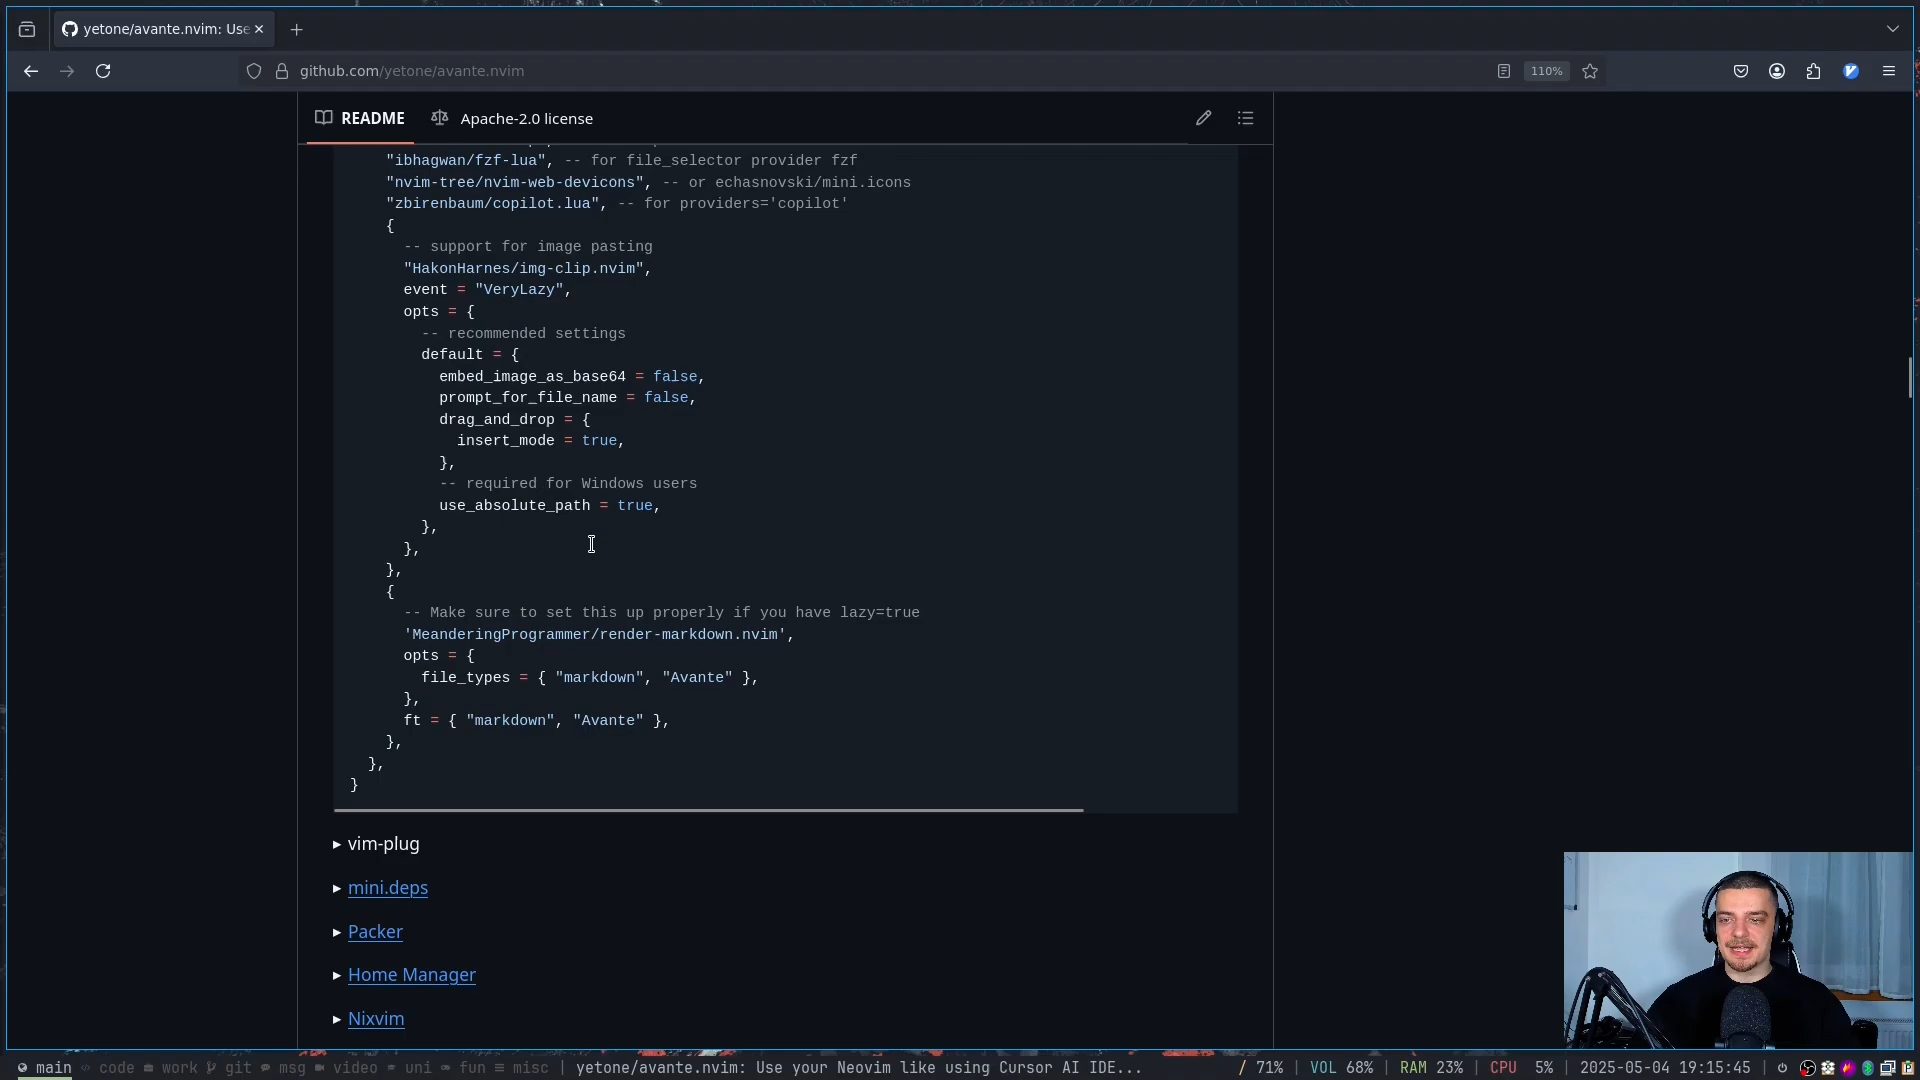 yetone/avante.nvim: Use
github.com/yetone/avante.nvim
110%
README
Apache-2.0 license
"ibhagwan/fzf-lua", -- for file_selector provider fzf
"nvim-tree/nvim-web-devicons", -- or echasnovski/mini.icons
"zbirenbaum/copilot.lua", -- for providers='copilot'
{
-- support for image pasting
"HakonHarnes/img-clip.nvim",
event = "VeryLazy",
opts = {
-- recommended settings
default = {
embed_image_as_base64 = false,
prompt_for_file_name = false,
drag_and_drop = {
insert_mode = true,
},
-- required for Windows users
use_absolute_path = true,
},
},
},
{
-- Make sure to set this up properly if you have lazy=true
'MeanderingProgrammer/render-markdown.nvim',
opts = {
file_types = { "markdown", "Avante" },
},
ft = { "markdown", "Avante" },
},
},
}
vim-plug
mini.deps
Packer
Home Manager
Nixvim
main code work git msg video uni fun misc | yetone/avante.nvim: Use your Neovim like using Cursor AI IDE... / 71% | VOL 68% | RAM 23% | CPU 5% | 2025-05-04 19:15:45 |